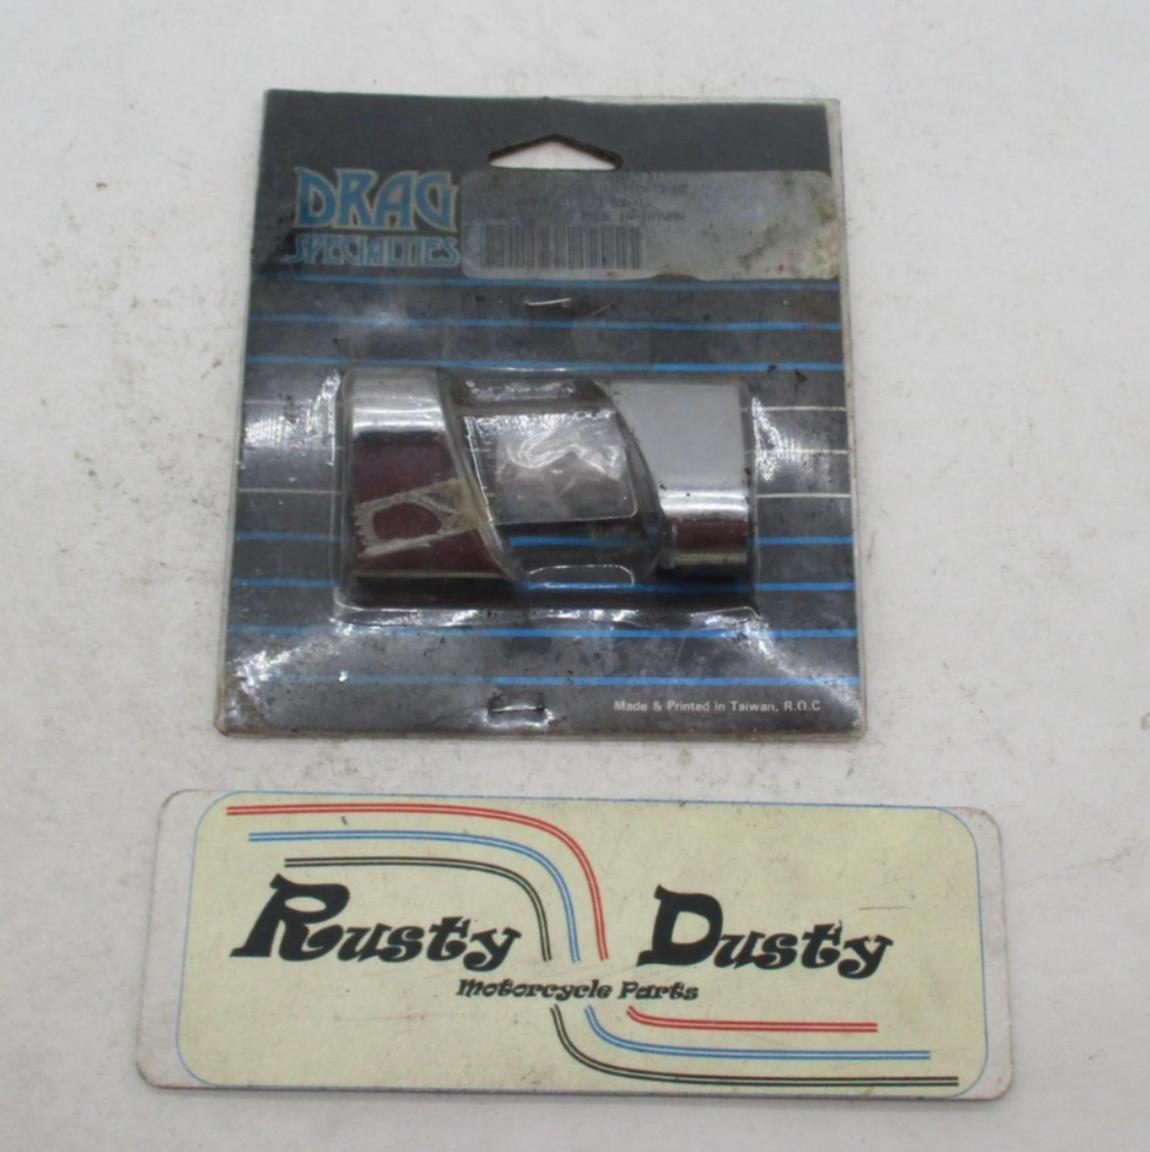 DRAG
SPECIALTIES
Made & Printed in Taiwan, R.O.C
Rusty Dusty
Motorcycle Parts